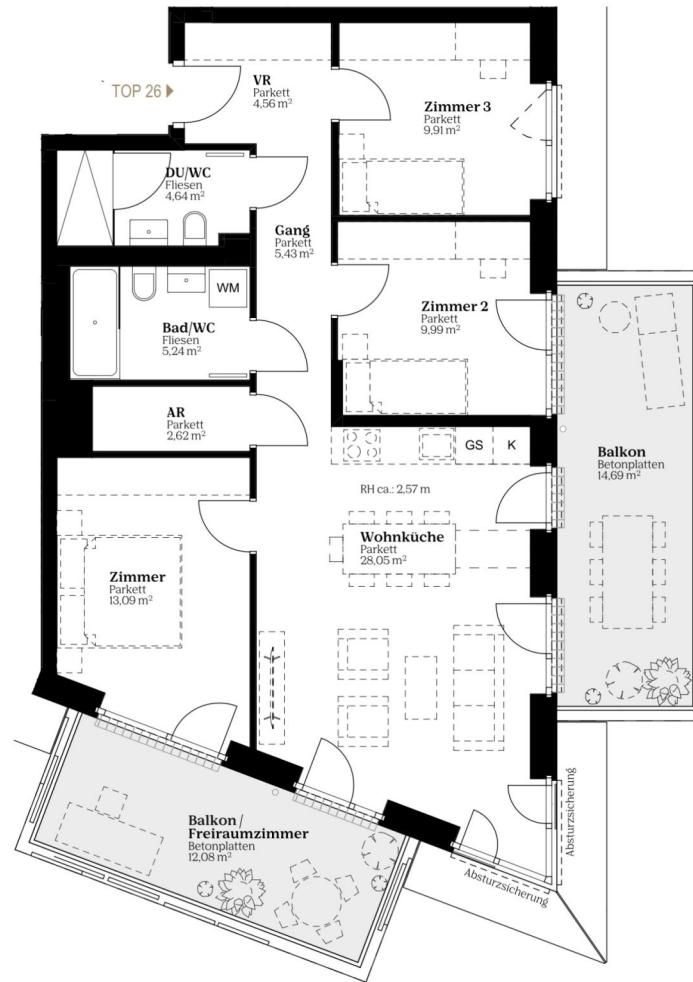 TOP 26
VR
Parkett
4,56 m²
Zimmer 3
Parkett
9,91 m²
DU/WC
Fliesen
4,64 m²
Gang
Parkett
5,43 m²
WM
Zimmer 2
Parkett
9,99 m²
Bad/WC
Fliesen
5,24 m²
AR
Parkett
2,62 m²
GS
K
RH ca.: 2,57 m
Balkon
Betonplatten
14,69 m²
Wohnküche
Parkett
28,05 m²
Zimmer
Parkett
13,09 m²
Balkon /
Freiraumzimmer
Betonplatten
12,08 m²
Absturzsicherung
Absturzsicherung